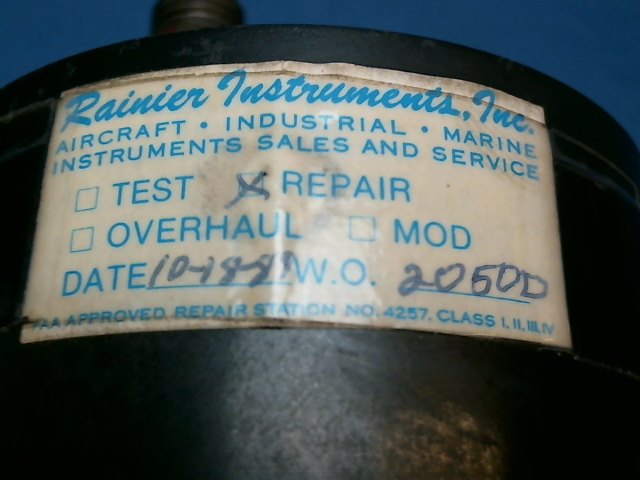 Rainier Instruments, Inc.
AIRCRAFT · INDUSTRIAL · MARINE
INSTRUMENTS SALES AND SERVICE
☐ TEST ☒ REPAIR
☐ OVERHAUL ☐ MOD
DATE W.O. 20500
FAA APPROVED REPAIR STATION NO. 4257, CLASS I, II, III, IV